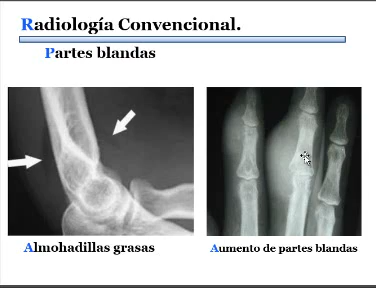 Radiología Convencional.
Partes blandas
Almohadillas grasas
Aumento de partes blandas